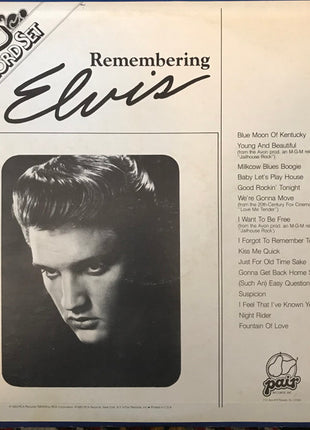 RECORD SET
Remembering
Elvis
Blue Moon Of Kentucky
Young And Beautiful
(from the Avon prod. an M-G-M re
"Jailhouse Rock")
Milkcow Blues Boogie
Baby Let's Play House
Good Rockin' Tonight
We're Gonna Move
(from the 20th Century Fox Cinema
"Love Me Tender")
I Want To Be Free
(from the Avon prod. an M-G-M rel
"Jailhouse Rock")
I Forgot To Remember T
Kiss Me Quick
Just For Old Time Sake
Gonna Get Back Home S
(Such An) Easy Question
Suspicion
I Feel That I've Known Yo
Night Rider
Fountain Of Love
pair
RECORDS, INC.